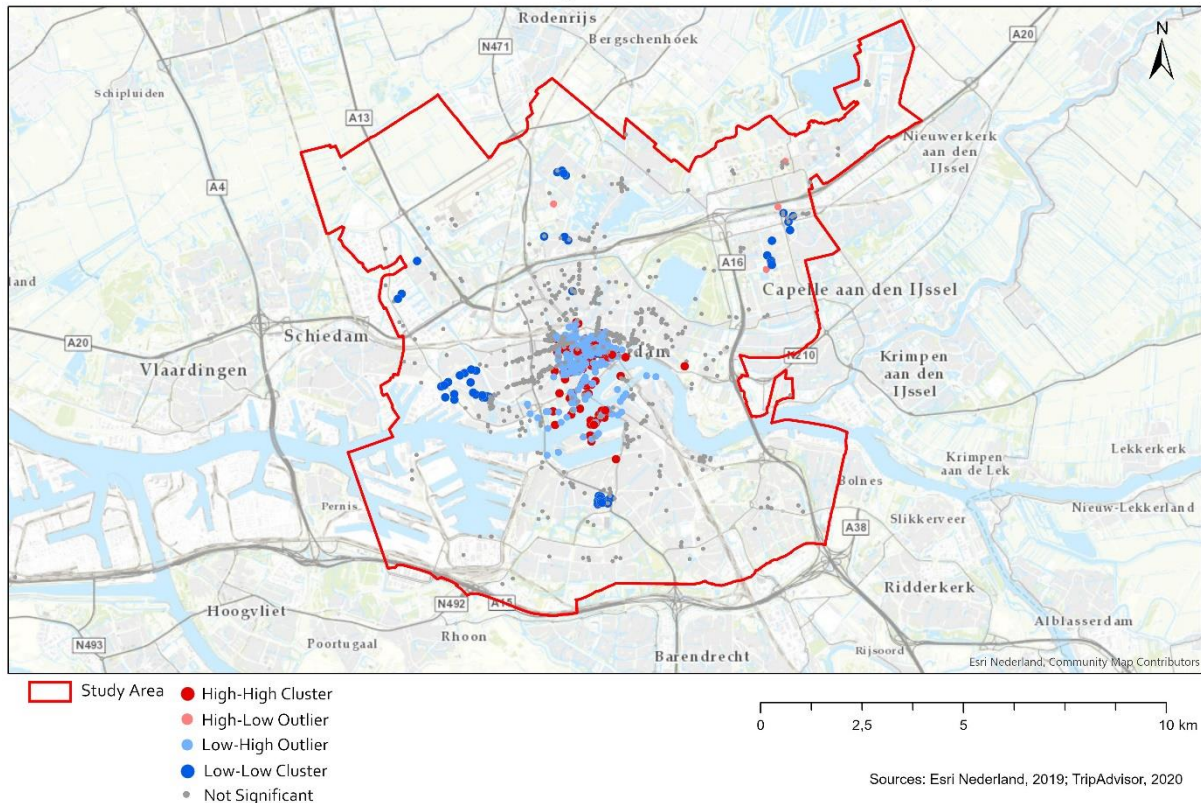 Rodenrijs
A20
N471
Bergschenhoek
N
Schipluiden
A13
Nieuwerkerk
aan den
IJssel
A4
land
A16
Capelle aan den IJssel
Schiedam
A20
Vlaardingen
dam
N210
Krimpen
aan den
IJssel
Krimpen
aan de Lek
Lekkerkerk
Bolnes
Pernis
Nieuw-Lekkerland
Slikkerveer
A38
Ridderkerk
Hoogvliet
N492
A15
Alblasserdam
N493
Poortugaal
Rhoon
Barendrecht
Rijsoord
Esri Nederland, Community Map Contributors
Study Area
High-High Cluster
High-Low Outlier
Low-High Outlier
Low-Low Cluster
Not Significant
0 2,5 5 10 km
Sources: Esri Nederland, 2019; TripAdvisor, 2020